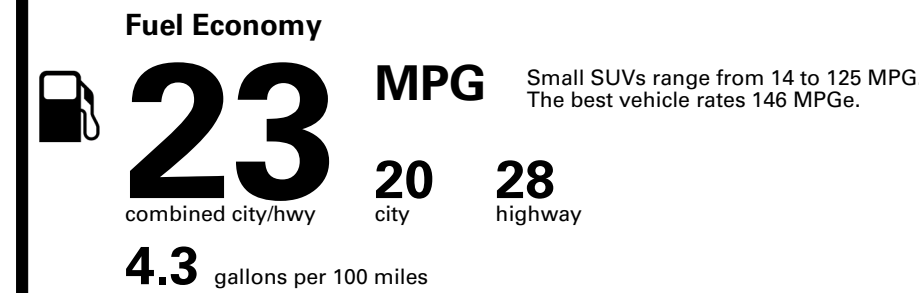 Fuel Economy
23 MPG
Small SUVs range from 14 to 125 MPG
The best vehicle rates 146 MPGe.
combined city/hwy
20 city
28 highway
4.3 gallons per 100 miles